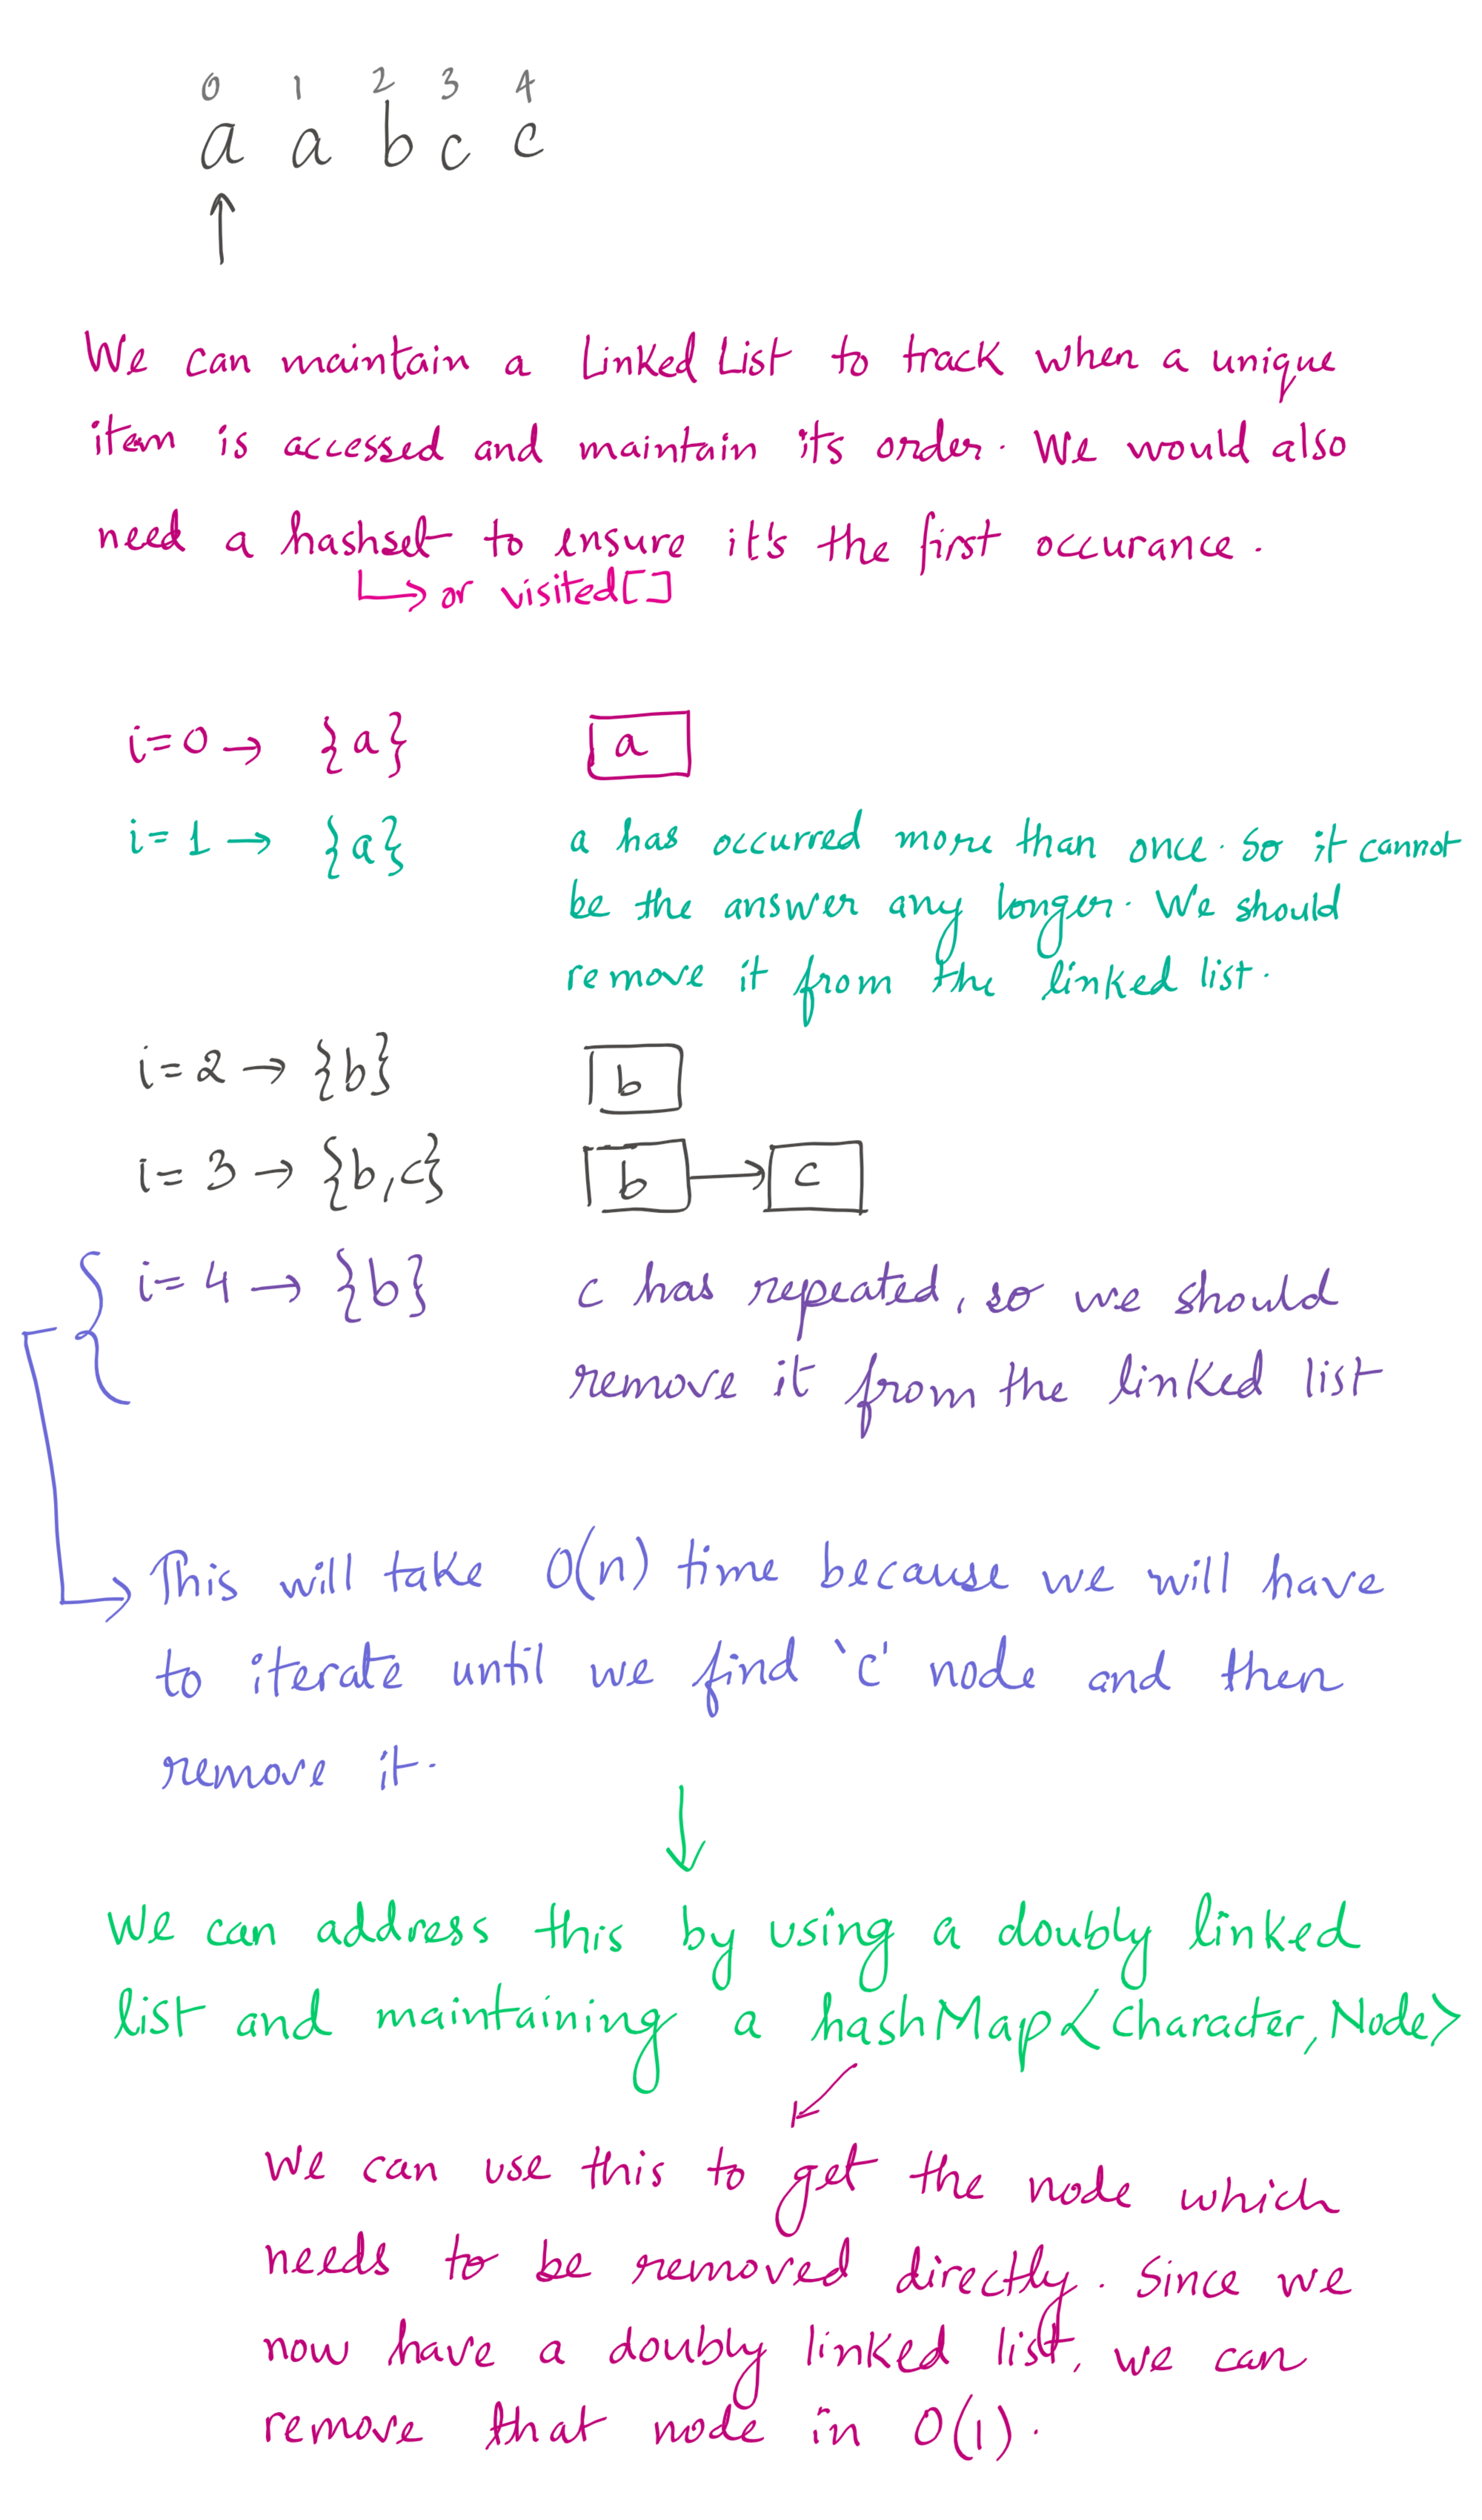 0 1 2 3 4
a a b c c
We can maintain a linked list to track when a unique
item is accessed and maintain its order. We would also
need a hashset to ensure it's the first occurance.
or visited[]
i=0→ {a} a
i=1→ {a} a has occured more than once. So it cannot
be the answer any longer. We should
remove it from the linked list.
i=2→ {b} b
i=3→ {b,c} b → c
i=4→ {b} c has repeated, so we should
remove it from the linked list
This will take O(n) time because we will have
to iterate until we find 'c' node and then
remove it.
We can address this by using a doubly linked
list and maintaining a hashMap<Character, Node>
We can use this to get the node which
needs to be removed directly. Since we
now have a doubly linked list, we can
remove that node in O(1).